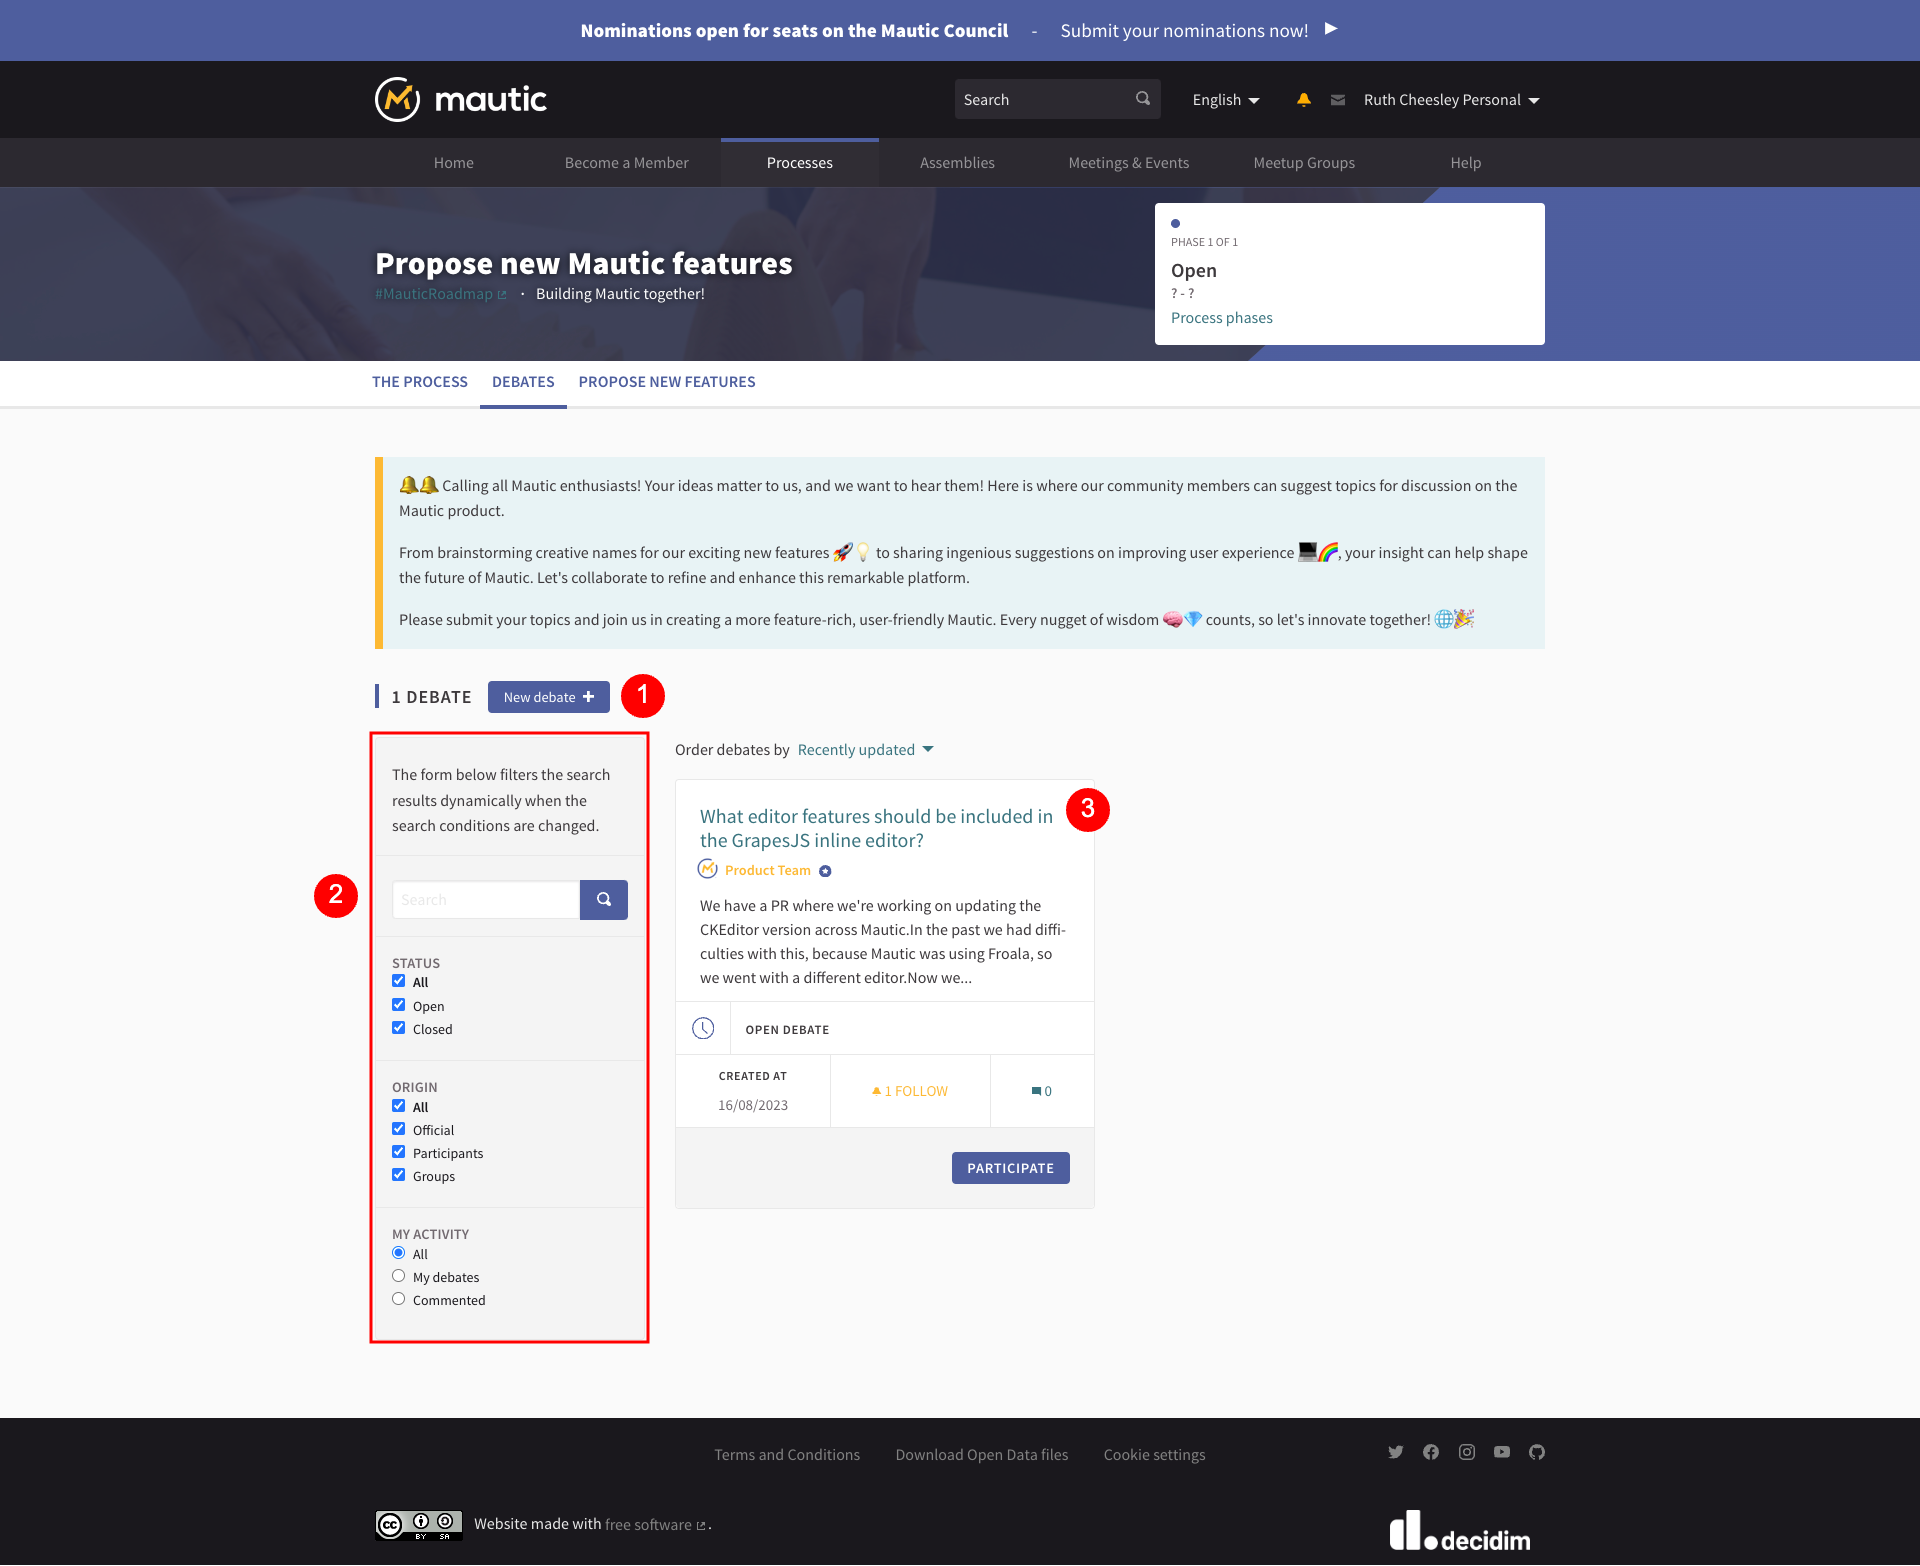 Nominations open for seats on the Mautic Council - Submit your nominations now!
mautic
Search
English
Ruth Cheesley Personal
Home
Become a Member
Processes
Assemblies
Meetings & Events
Meetup Groups
Help
Propose new Mautic features
#MauticRoadmap · Building Mautic together!
PHASE 1 OF 1
Open
? - ?
Process phases
THE PROCESS
DEBATES
PROPOSE NEW FEATURES
Calling all Mautic enthusiasts! Your ideas matter to us, and we want to hear them! Here is where our community members can suggest topics for discussion on the
Mautic product.
From brainstorming creative names for our exciting new features 🚀💡 to sharing ingenious suggestions on improving user experience 💻🌈, your insight can help shape
the future of Mautic. Let's collaborate to refine and enhance this remarkable platform.
Please submit your topics and join us in creating a more feature-rich, user-friendly Mautic. Every nugget of wisdom 🧠💎 counts, so let's innovate together! 🌐🎉
1 DEBATE
New debate +
1
The form below filters the search
results dynamically when the
search conditions are changed.
2
Search
STATUS
All
Open
Closed
ORIGIN
All
Official
Participants
Groups
MY ACTIVITY
All
My debates
Commented
Order debates by Recently updated
3
What editor features should be included in
the GrapesJS inline editor?
Product Team
We have a PR where we're working on updating the
CKEditor version across Mautic.In the past we had diffi-
culties with this, because Mautic was using Froala, so
we went with a different editor.Now we...
OPEN DEBATE
CREATED AT
16/08/2023
1 FOLLOW
0
PARTICIPATE
Terms and Conditions
Download Open Data files
Cookie settings
cc BY SA
Website made with free software .
decidim